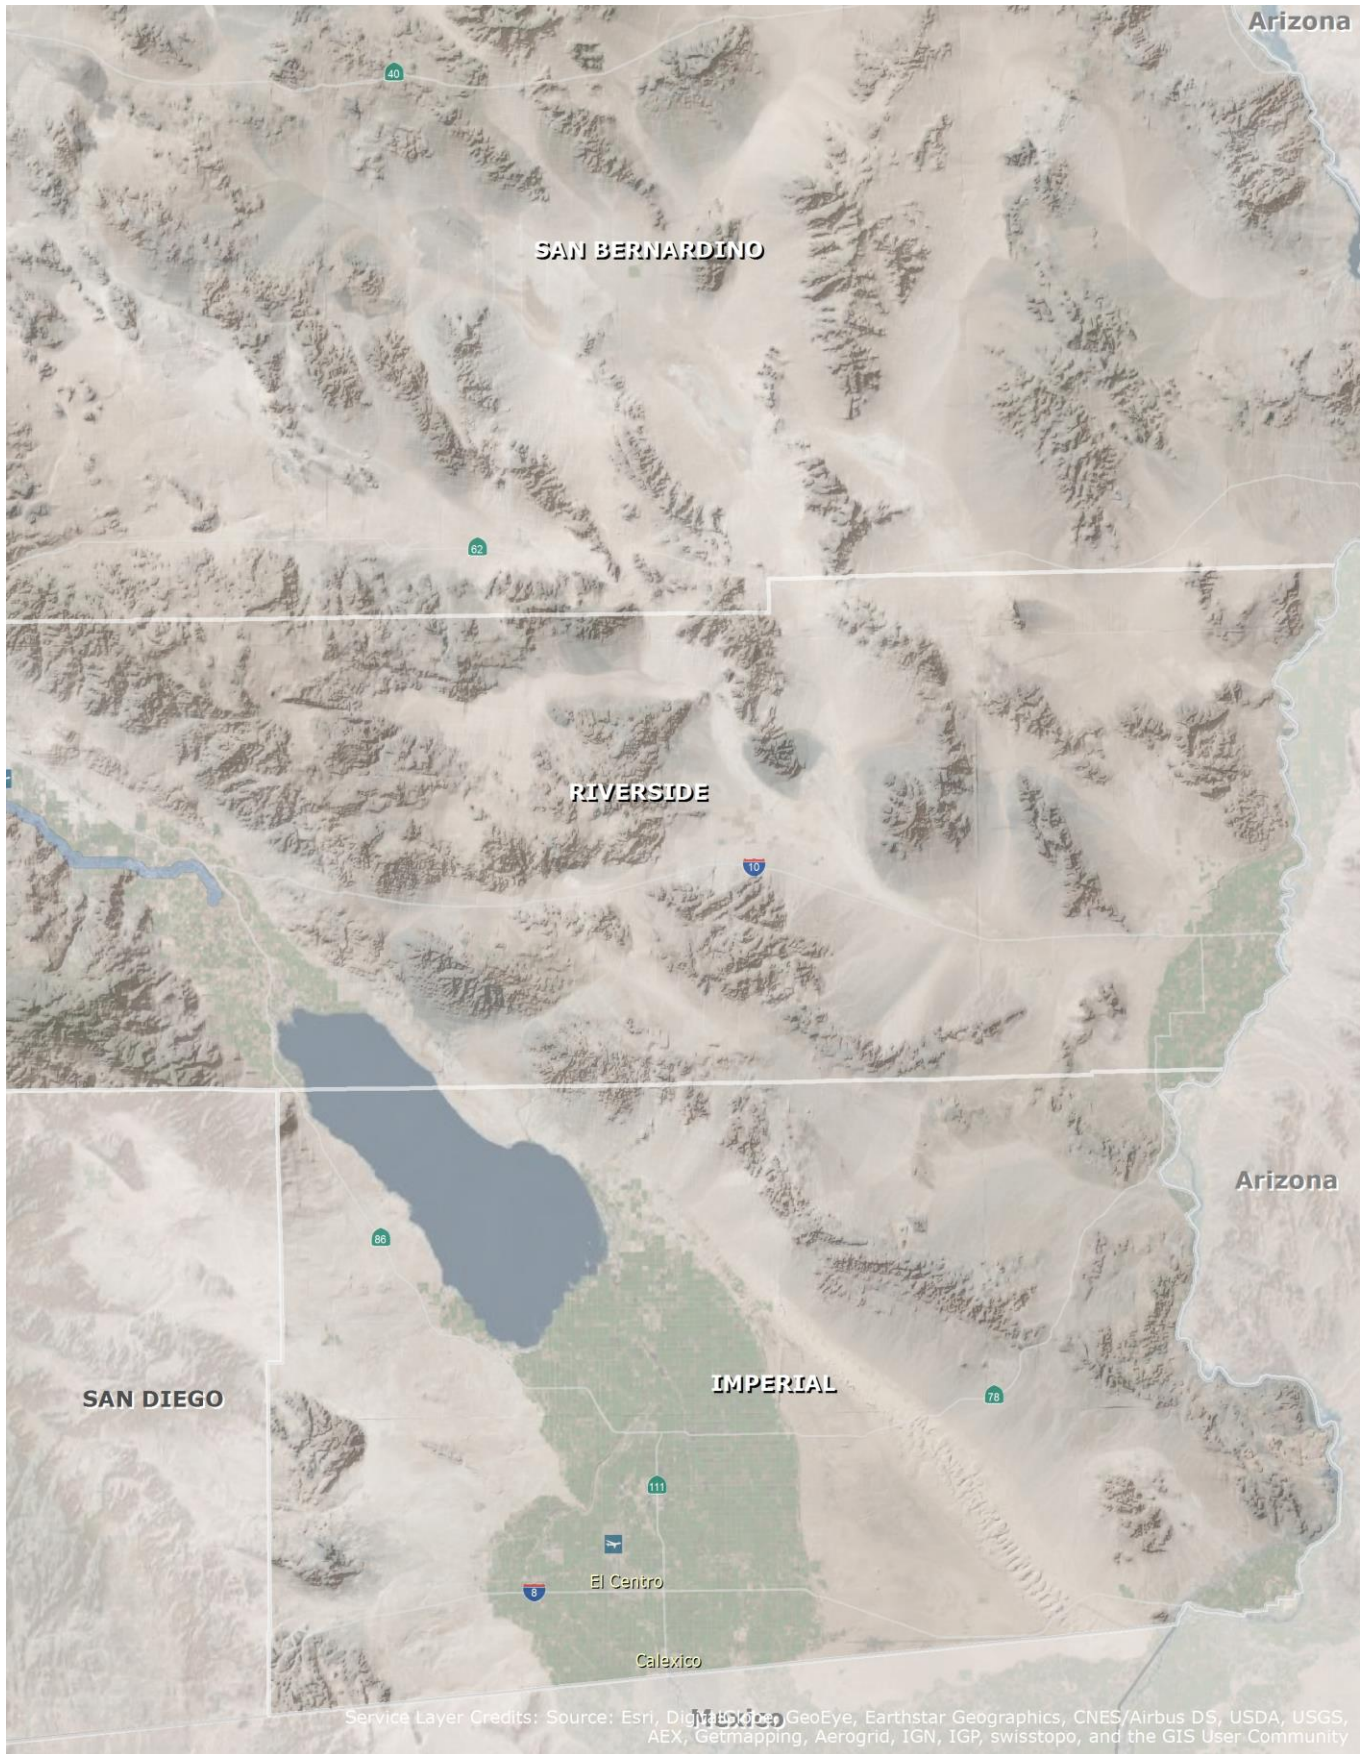 Arizona
40
SAN BERNARDINO
62
RIVERSIDE
10
Arizona
86
SAN DIEGO
IMPERIAL
78
111
El Centro
8
Calexico
Mexico
Service Layer Credits: Source: Esri, DigitalGlobe, GeoEye, Earthstar Geographics, CNES/Airbus DS, USDA, USGS,
AEX, Getmapping, Aerogrid, IGN, IGP, swisstopo, and the GIS User Community